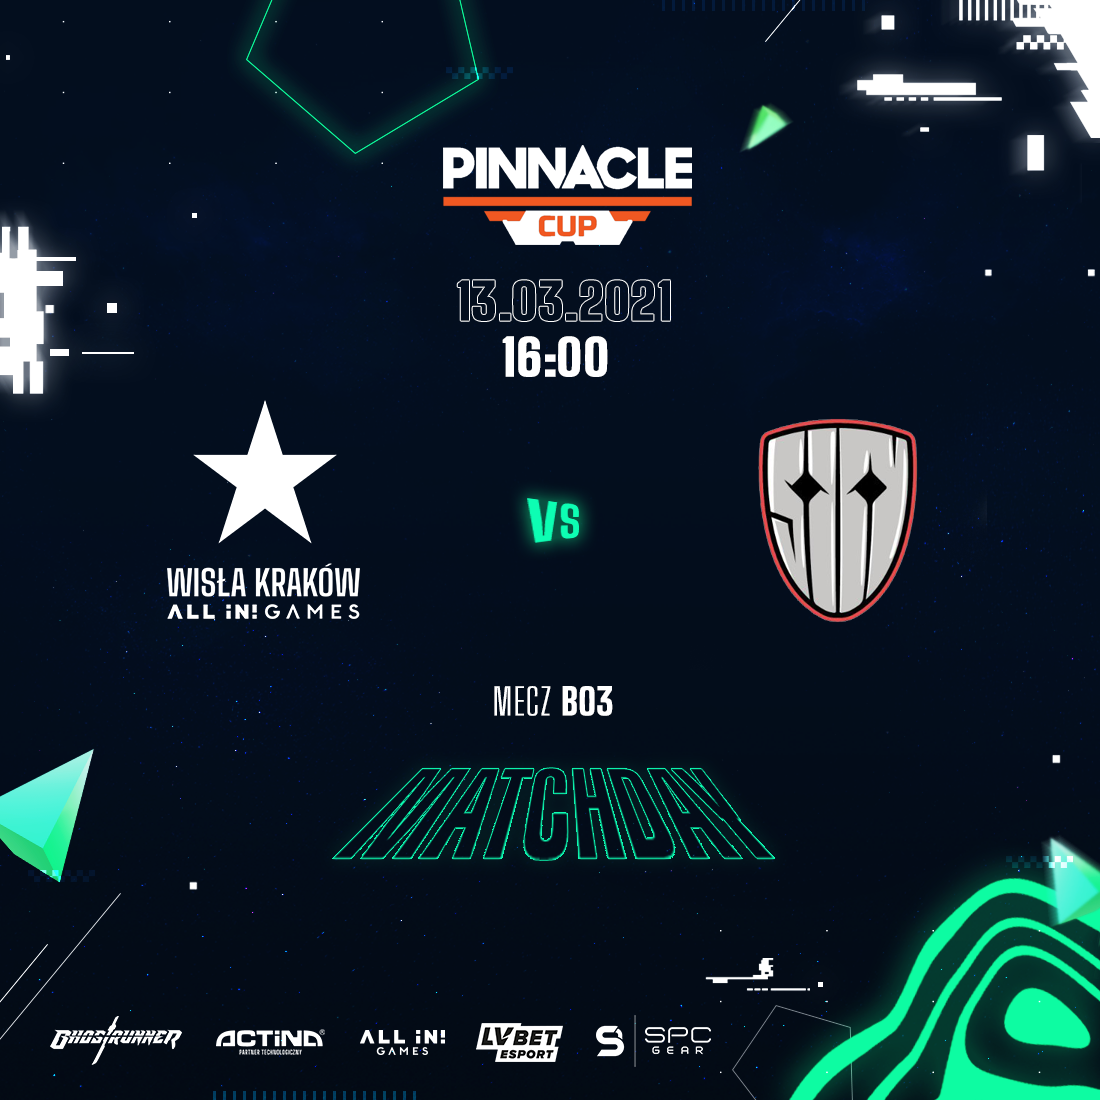 PINNACLE
CUP
13.03.2021
16:00
WISŁA KRAKÓW
ALL iN! GAMES
VS
MECZ BO3
MATCHDAY
GHOSTRUNNER
ACTINA®
PARTNER TECHNOLOGICZNY
ALL iN!
GAMES
LVBET
ESPORT
S
SPC
GEAR